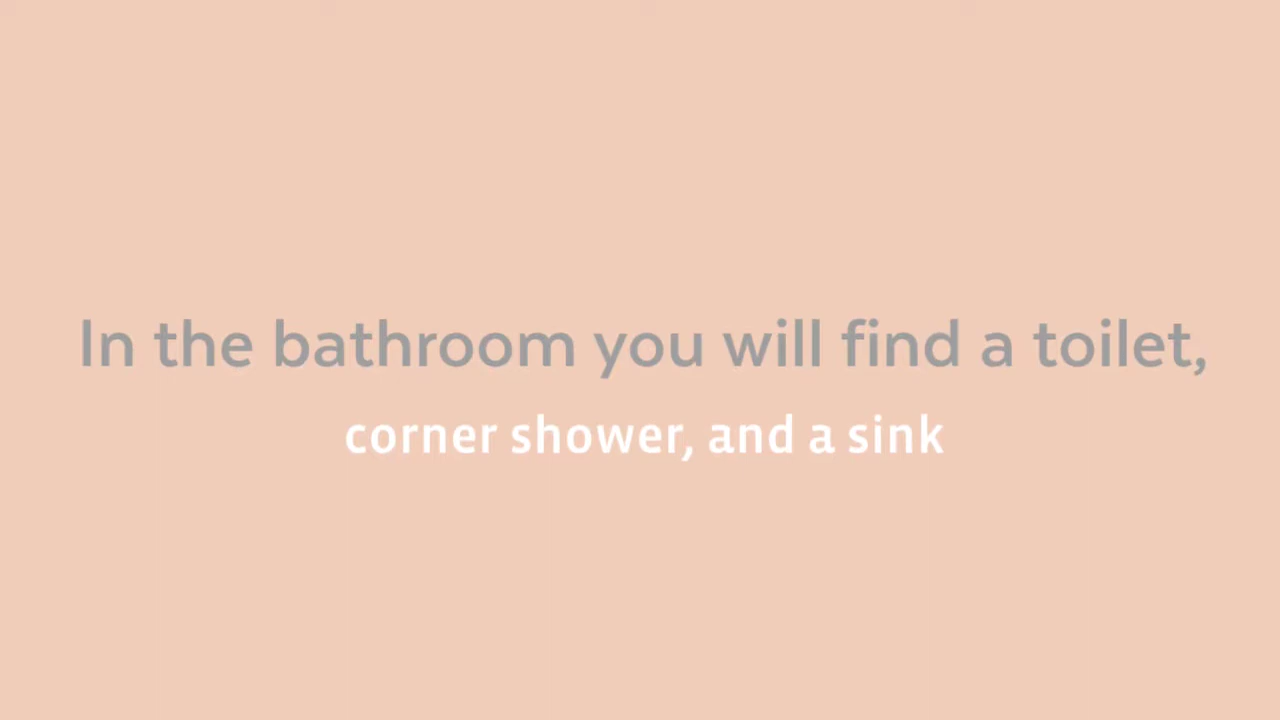 In the bathroom you will find a toilet,
corner shower, and a sink